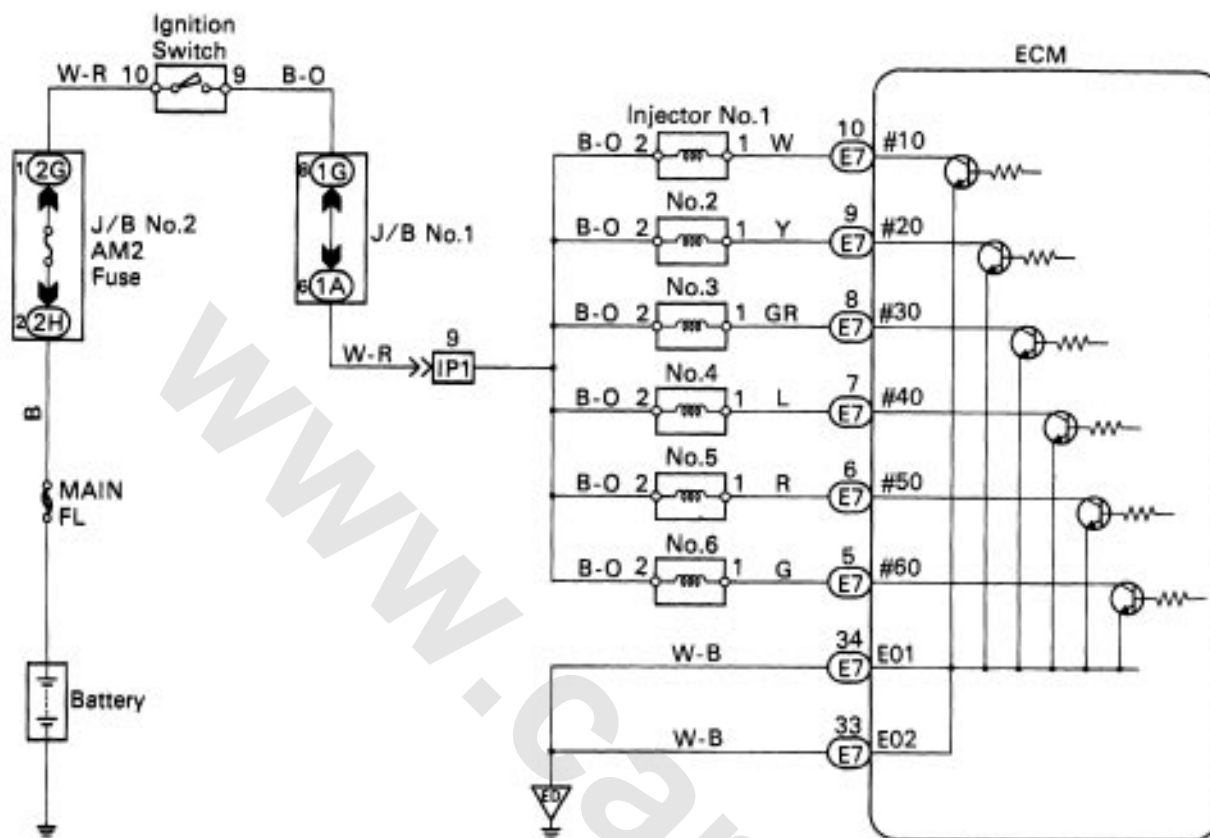 Ignition
Switch
ECM
W-R 10 9 B-O
Injector No.1
B-O 2 1 W 10 E7 #10
1 2G
8 1G
J/B No.2
AM2
Fuse
J/B No.1
No.2
B-O 2 1 Y 9 E7 #20
6 1A
2 2H
No.3
B-O 2 1 GR 8 E7 #30
W-R 9 IP1
No.4
B-O 2 1 L 7 E7 #40
B
MAIN
FL
No.5
B-O 2 1 R 6 E7 #50
No.6
B-O 2 1 G 5 E7 #60
W-B 34 E7 E01
Battery
W-B 33 E7 E02
ED
www.car